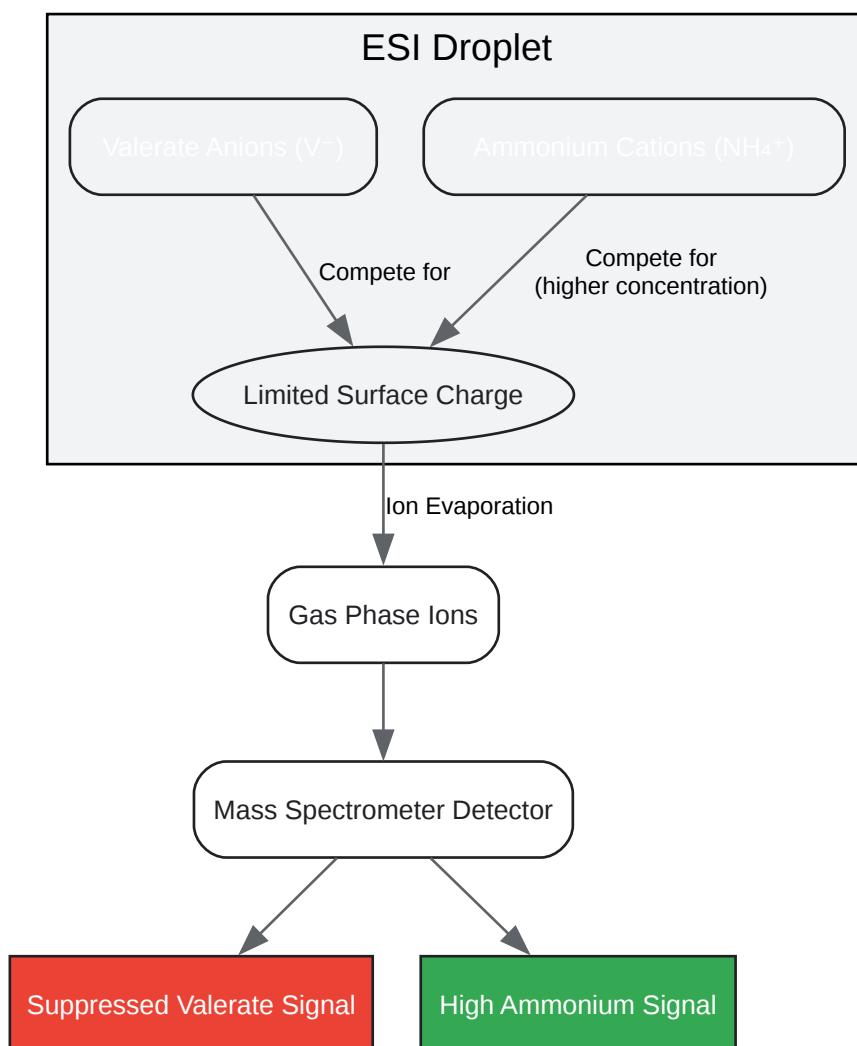 ESI Droplet
Valerate Anions (V⁻)
Ammonium Cations (NH₄⁺)
Compete for
Compete for
(higher concentration)
Limited Surface Charge
Ion Evaporation
Gas Phase Ions
Mass Spectrometer Detector
Suppressed Valerate Signal
High Ammonium Signal